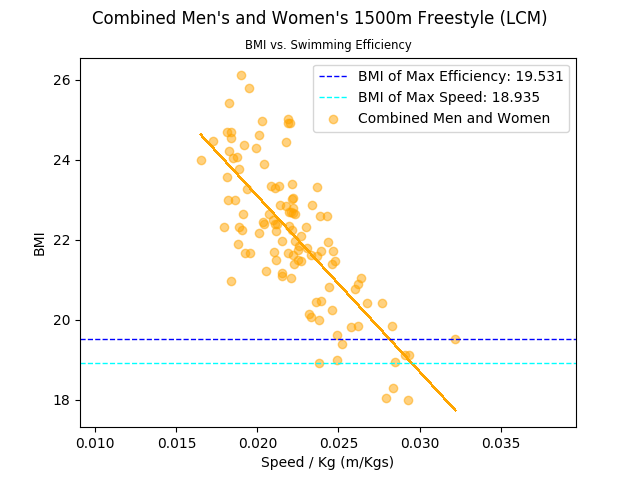 Combined Men's and Women's 1500m Freestyle (LCM)
BMI vs. Swimming Efficiency
BMI of Max Efficiency: 19.531
BMI of Max Speed: 18.935
Combined Men and Women
BMI
26
24
22
20
18
0.010 0.015 0.020 0.025 0.030 0.035
Speed / Kg (m/Kgs)